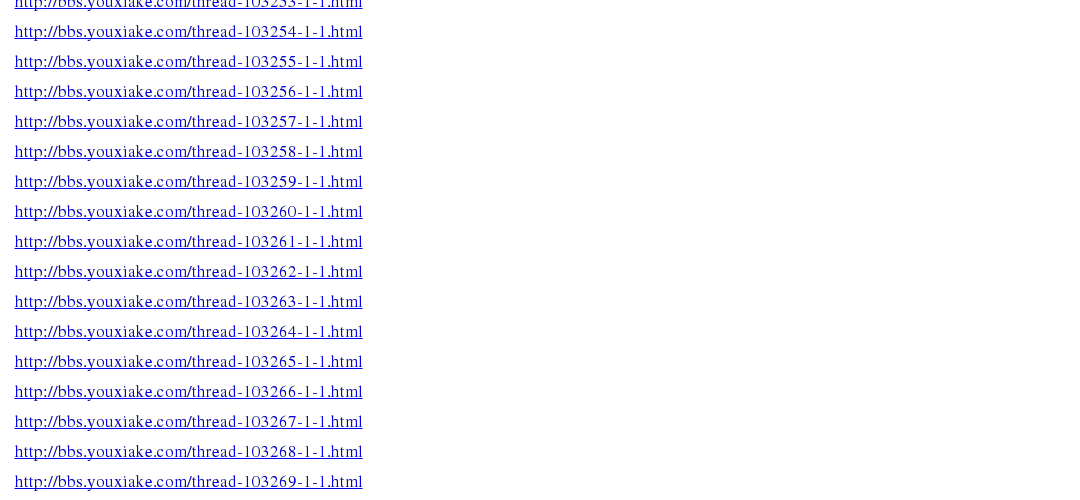 http://bbs.youxiake.com/thread-103253-1-1.html
http://bbs.youxiake.com/thread-103254-1-1.html
http://bbs.youxiake.com/thread-103255-1-1.html
http://bbs.youxiake.com/thread-103256-1-1.html
http://bbs.youxiake.com/thread-103257-1-1.html
http://bbs.youxiake.com/thread-103258-1-1.html
http://bbs.youxiake.com/thread-103259-1-1.html
http://bbs.youxiake.com/thread-103260-1-1.html
http://bbs.youxiake.com/thread-103261-1-1.html
http://bbs.youxiake.com/thread-103262-1-1.html
http://bbs.youxiake.com/thread-103263-1-1.html
http://bbs.youxiake.com/thread-103264-1-1.html
http://bbs.youxiake.com/thread-103265-1-1.html
http://bbs.youxiake.com/thread-103266-1-1.html
http://bbs.youxiake.com/thread-103267-1-1.html
http://bbs.youxiake.com/thread-103268-1-1.html
http://bbs.youxiake.com/thread-103269-1-1.html